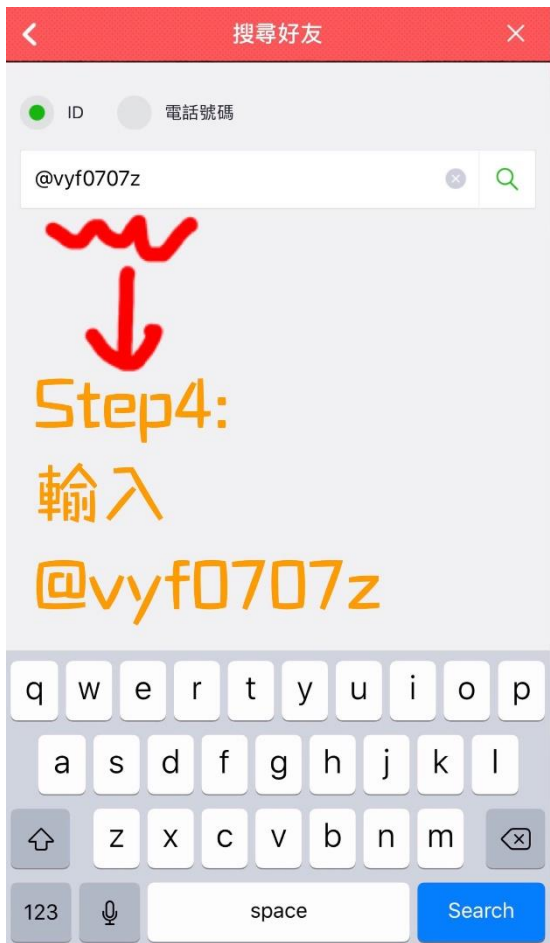 搜尋好友
ID 電話號碼
@vyf0707z
Step4:
輸入
@vyf0707z
q w e r t y u i o p
a s d f g h j k l
z x c v b n m
123 space Search